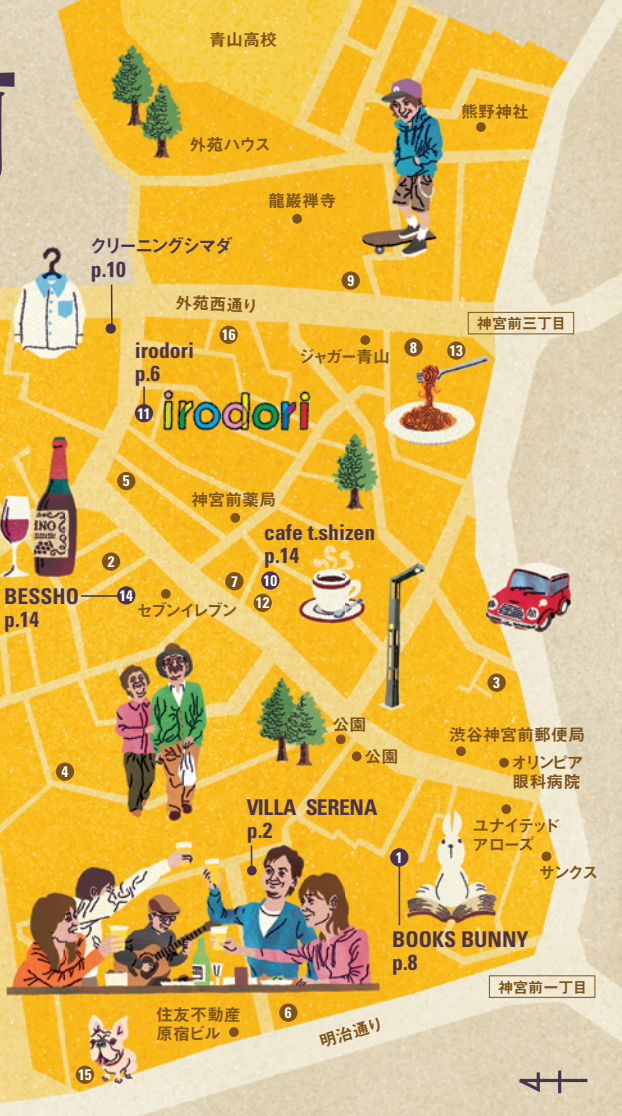 青山高校
熊野神社
外苑ハウス
龍巌禅寺
クリーニングシマダ
p.10
9
外苑西通り
神宮前三丁目
16
irodori
p.6
ジャガー青山
8
13
11
irodori
5
神宮前薬局
cafe t.shizen
p.14
2
7
10
12
BESSHO
p.14
14
セブンイレブン
3
公園
公園
渋谷神宮前郵便局
オリンピア
眼科病院
4
VILLA SERENA
p.2
ユナイテッド
アローズ
サンクス
1
BOOKS BUNNY
p.8
神宮前一丁目
住友不動産
原宿ビル
6
明治通り
15